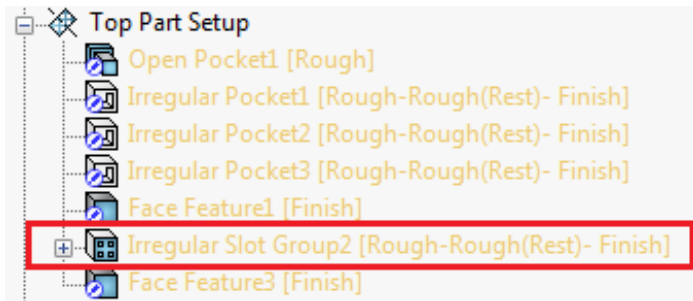 Top Part Setup
Open Pocket1 [Rough]
Irregular Pocket1 [Rough-Rough(Rest)- Finish]
Irregular Pocket2 [Rough-Rough(Rest)- Finish]
Irregular Pocket3 [Rough-Rough(Rest)- Finish]
Face Feature1 [Finish]
Irregular Slot Group2 [Rough-Rough(Rest)- Finish]
Face Feature3 [Finish]